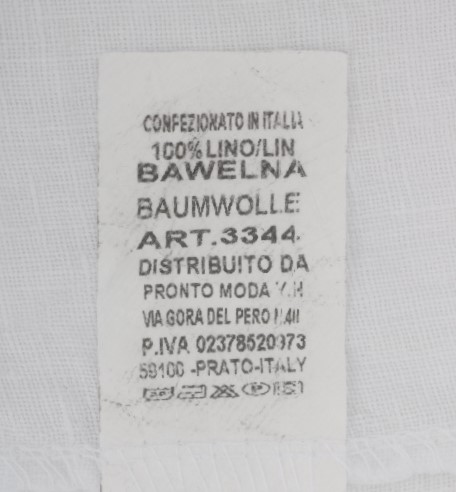 CONFEZIONATO IN ITALIA
100% LINO/LIN
BAWELNA
BAUMWOLLE
ART.3344
DISTRIBUITO DA
PRONTO MODA
VIA GORA DEL PERO
P.IVA 02378520973
59100 -PRATO-ITALY